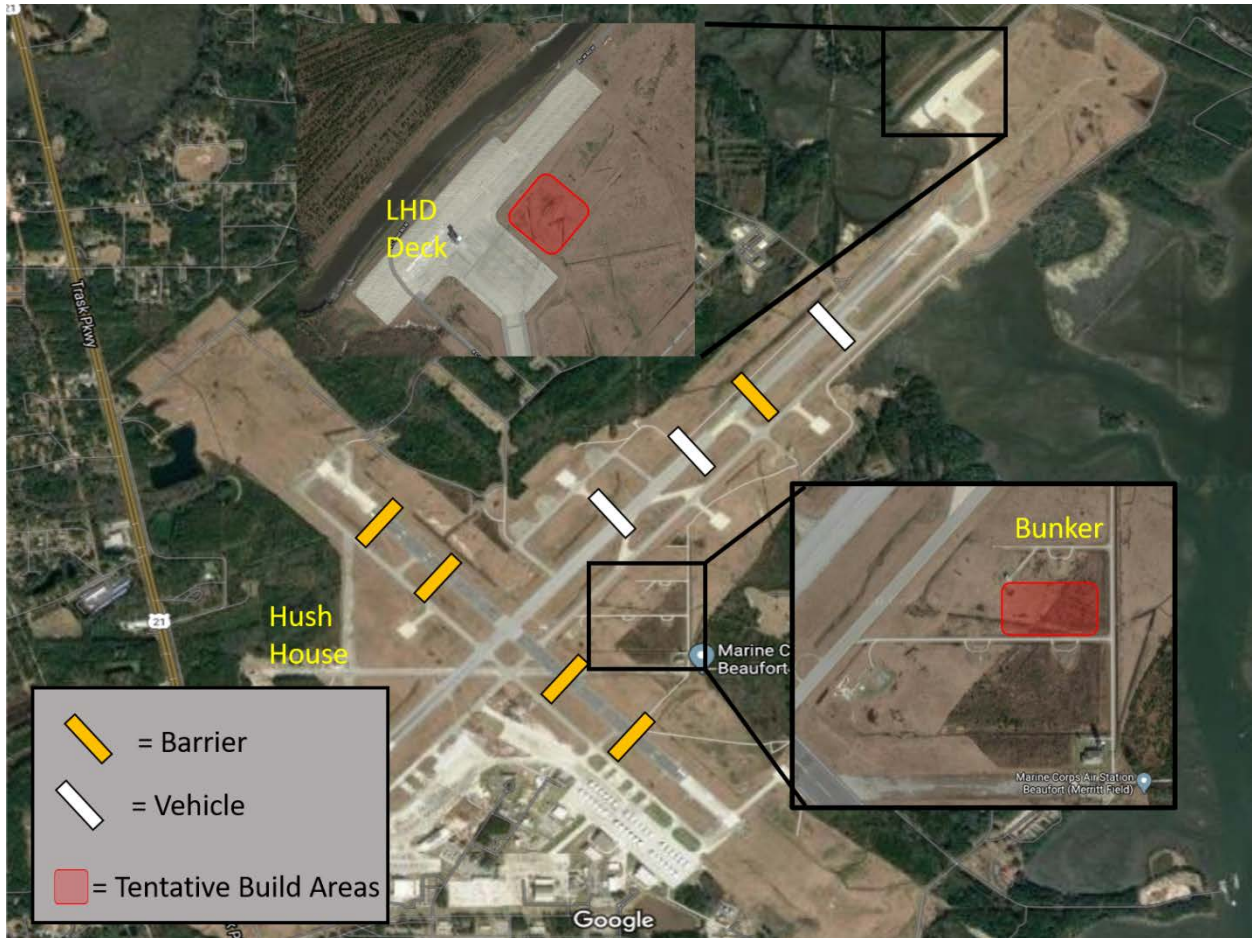 21
LHD
Deck
Trask Pkwy
Bunker
21
Hush
House
Marine C
Beaufort
Marine Corps Air Station
Beaufort (Merritt Field)
= Barrier
= Vehicle
= Tentative Build Areas
Google